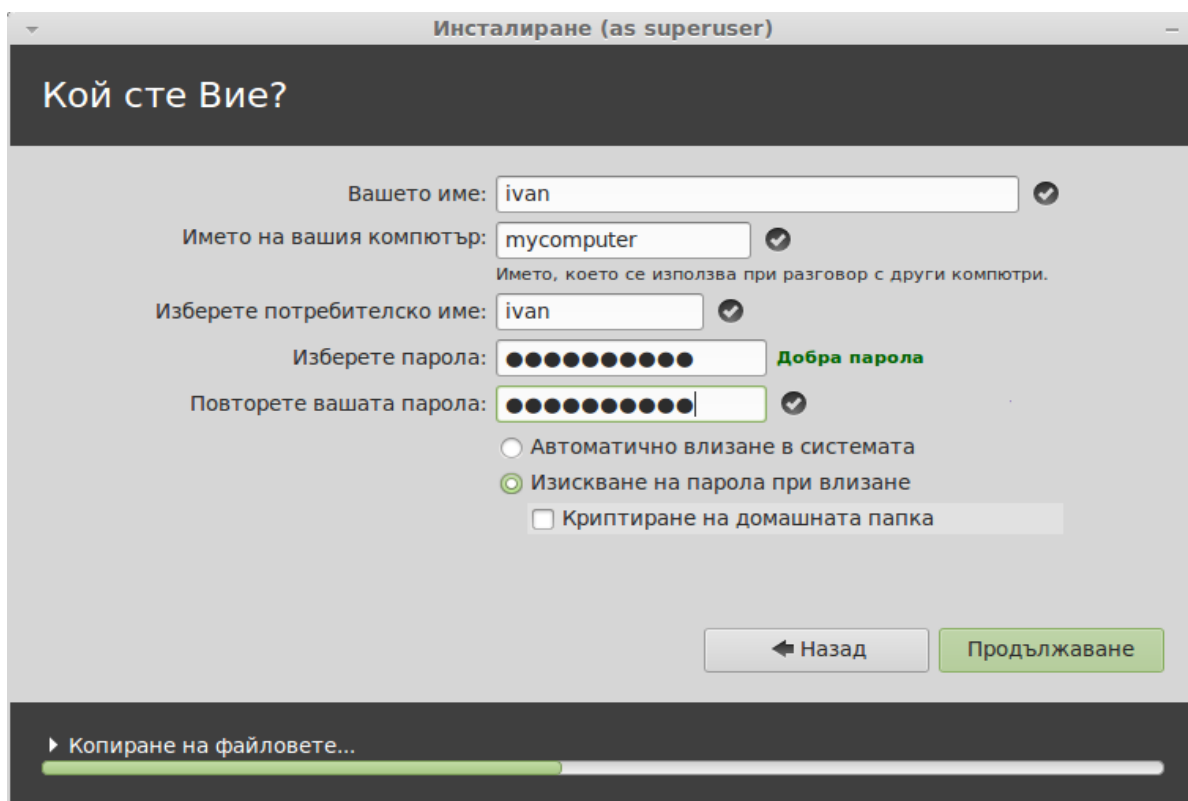 Инсталиране (as superuser)
Кой сте Вие?
Вашето име: ivan
Името на вашия компютър: mycomputer
Името, което се използва при разговор с други компютри.
Изберете потребителско име: ivan
Изберете парола: ●●●●●●●●●● Добра парола
Повторете вашата парола: ●●●●●●●●●●
Автоматично влизане в системата
Изискване на парола при влизане
Криптиране на домашната папка
Назад Продължаване
Копиране на файловете...